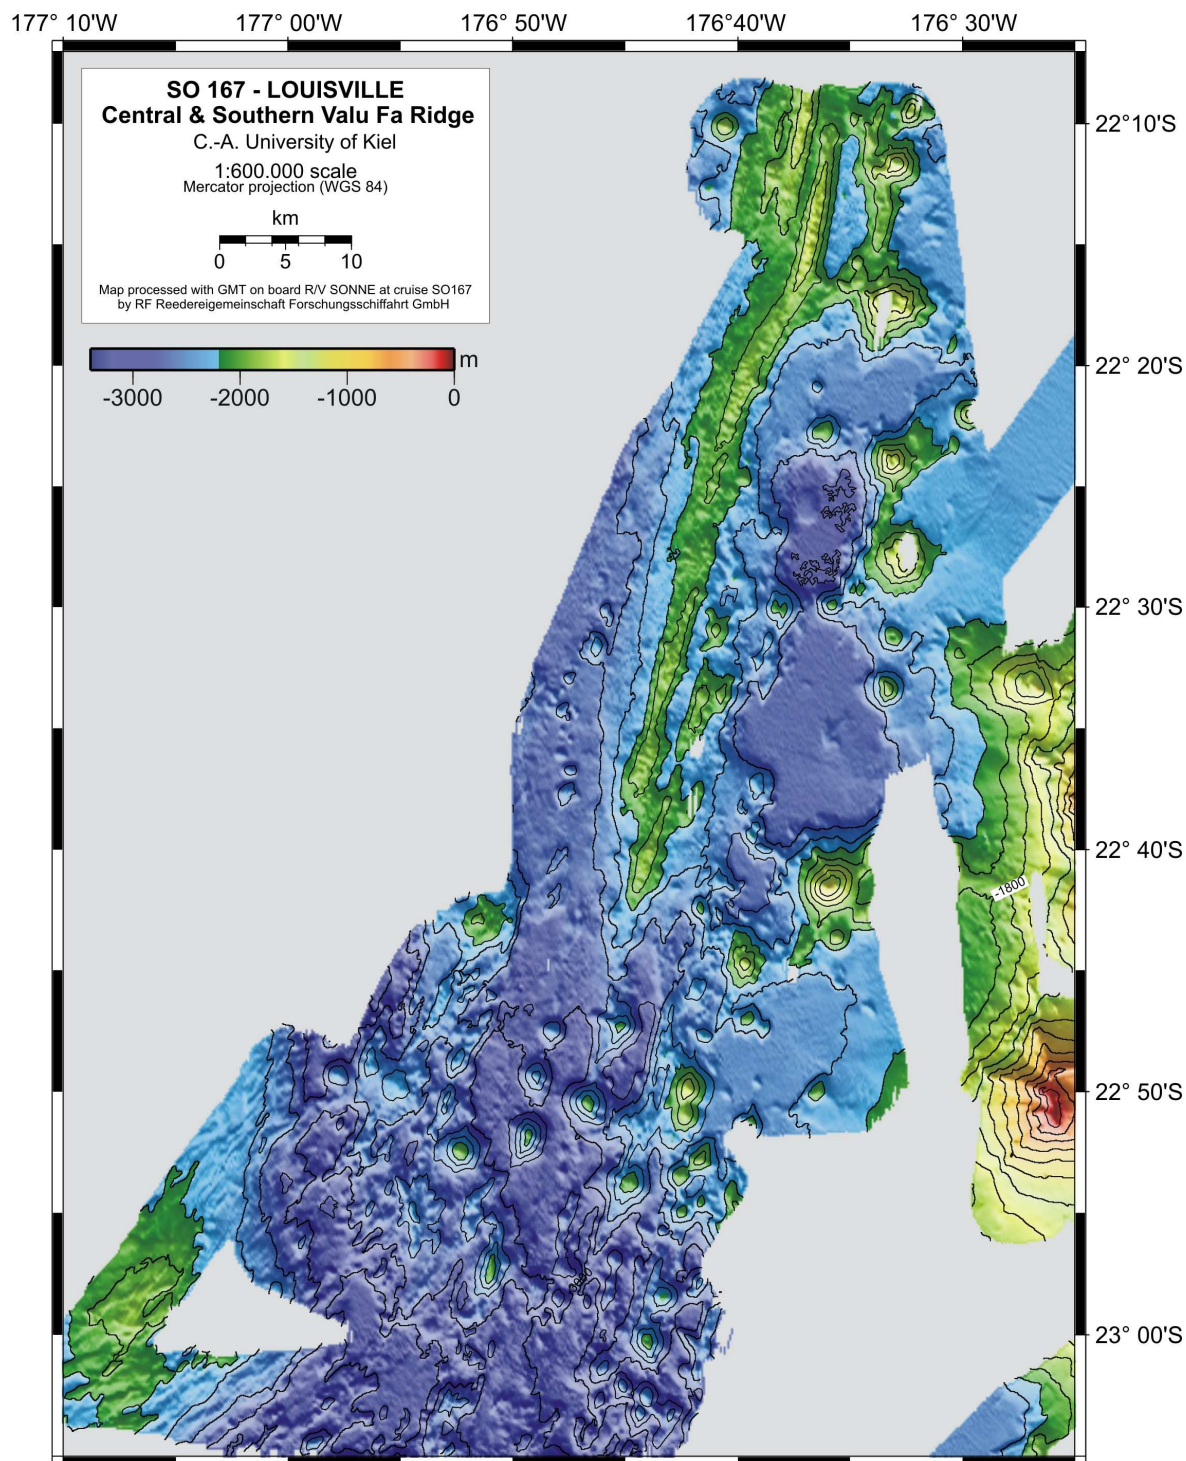 177° 10'W 177° 00'W 176° 50'W 176°40'W 176° 30'W
SO 167 - LOUISVILLE
Central & Southern Valu Fa Ridge
C.-A. University of Kiel
1:600.000 scale
Mercator projection (WGS 84)
km
0 5 10
Map processed with GMT on board R/V SONNE at cruise SO167
by RF Reedereigemeinschaft Forschungsschiffahrt GmbH
m
-3000 -2000 -1000 0
22°10'S
22° 20'S
22° 30'S
22° 40'S
-1800
22° 50'S
23° 00'S